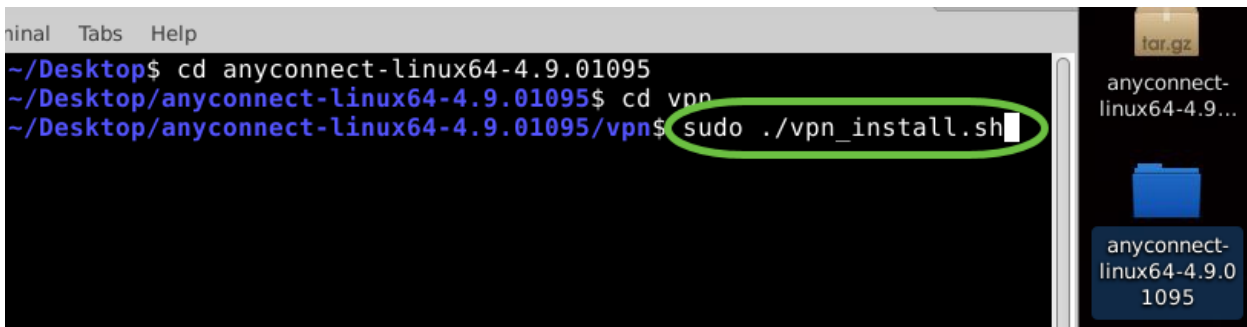 Tabs Help
~/Desktop$ cd anyconnect-linux64-4.9.01095
~/Desktop/anyconnect-linux64-4.9.01095$ cd vpn
~/Desktop/anyconnect-linux64-4.9.01095/vpn$ sudo ./vpn_install.sh
tar.gz
anyconnect-
linux64-4.9...
anyconnect-
linux64-4.9.0
1095